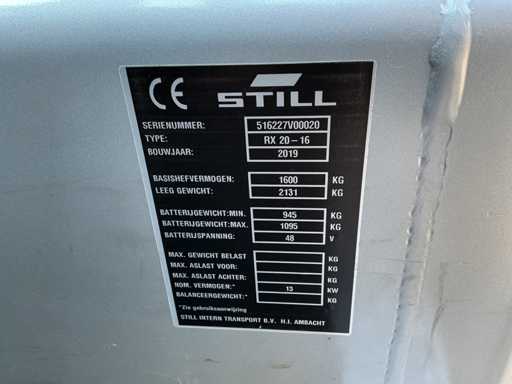 CE STILL
SERIENUMMER: 516227V00020
TYPE: RX 20-16
BOUWJAAR: 2019
BASISHEFVERMOGEN: 1600 KG
LEEG GEWICHT: 2131 KG
BATTERIJGEWICHT:MIN. 945 KG
BATTERIJGEWICHT:MAX. 1095 KG
BATTERIJSPANNING: 48 V
MAX. GEWICHT BELAST KG
MAX. ASLAST VOOR: KG
MAX. ASLAST ACHTER: KG
NOM. VERMOGEN:* 13 KW
BALANCEERGEWICHT:* KG
*Zie gebruiksaanwijzing
STILL INTERN TRANSPORT B.V. H.I. AMBACHT